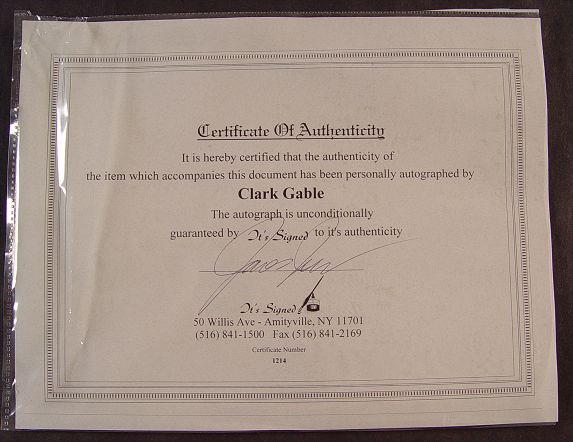 Certificate Of Authenticity
It is hereby certified that the authenticity of
the item which accompanies this document has been personally autographed by
Clark Gable
The autograph is unconditionally
guaranteed by It's Signed to it's authenticity
It's Signed
50 Willis Ave - Amityville, NY 11701
(516) 841-1500 Fax (516) 841-2169
Certificate Number
1214